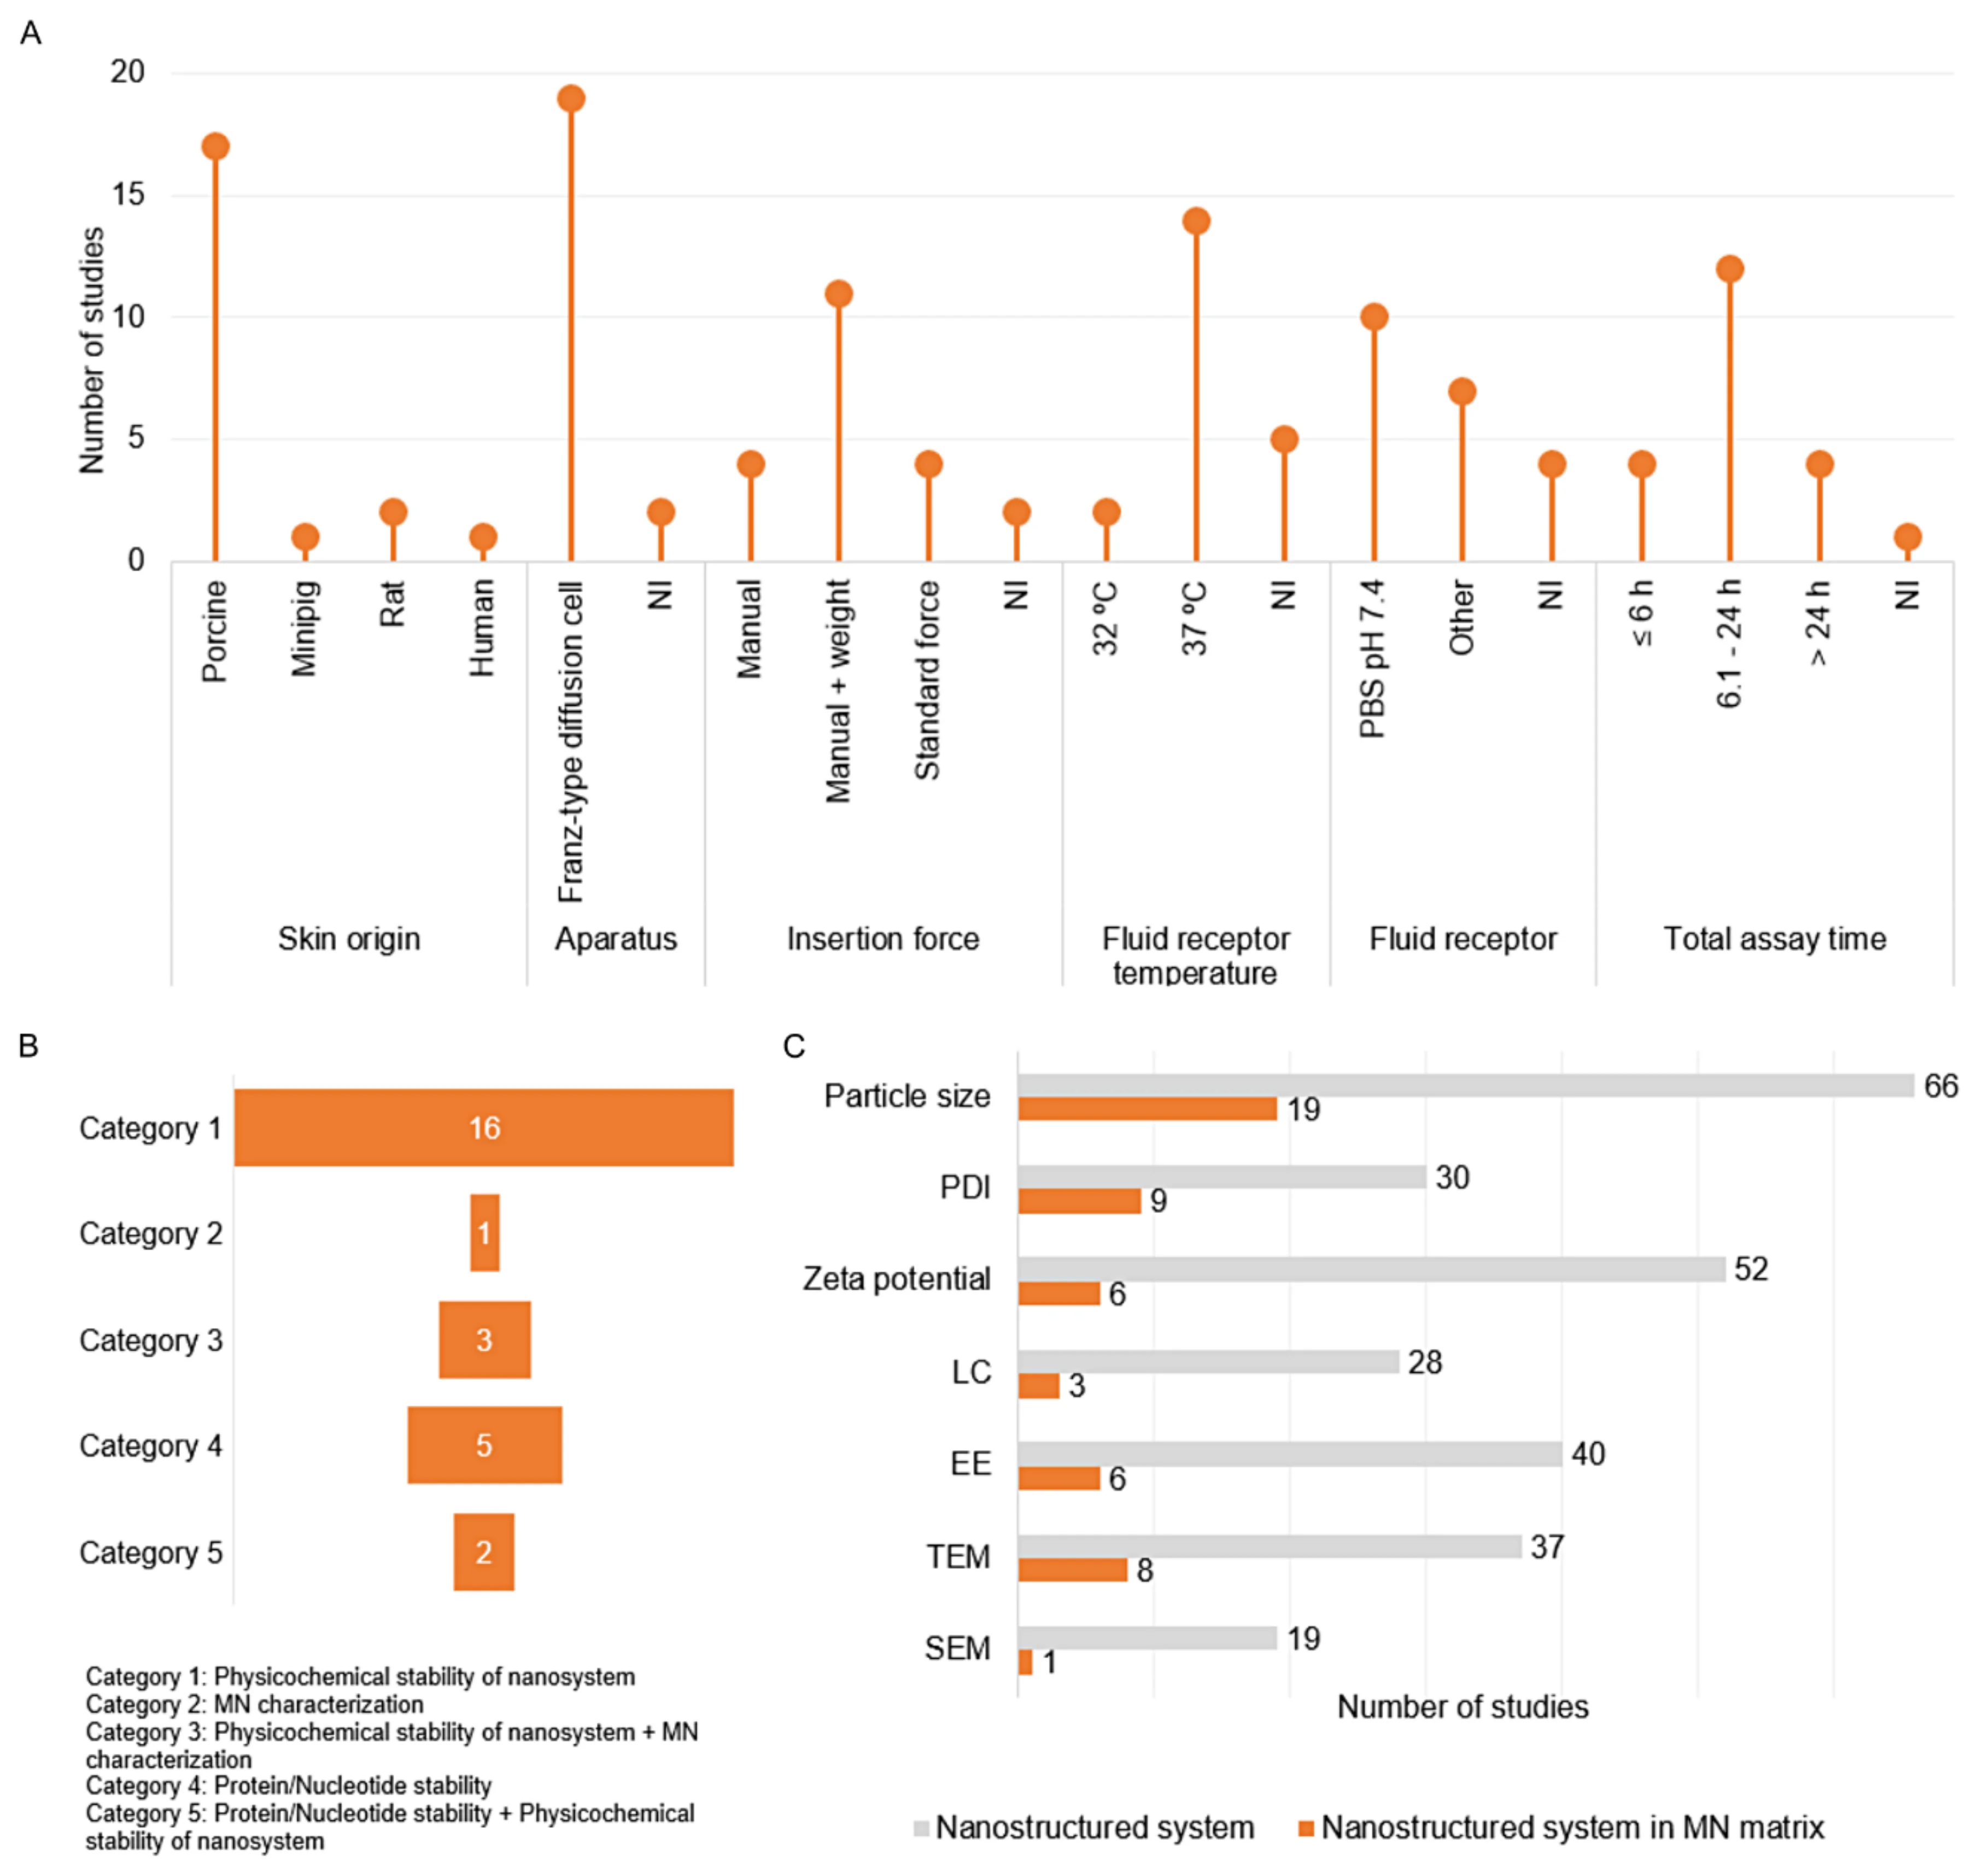 A
20
15
10
5
0
Number of studies
Porcine
Minipig
Rat
Human
Franz-type diffusion cell
NI
Manual
Manual + weight
Standard force
NI
32 ºC
37 ºC
NI
PBS pH 7.4
Other
NI
≤ 6 h
6.1 - 24 h
> 24 h
NI
Skin origin
Aparatus
Insertion force
Fluid receptor
temperature
Fluid receptor
Total assay time
B
Category 1
16
Category 2
1
Category 3
3
Category 4
5
Category 5
2
Category 1: Physicochemical stability of nanosystem
Category 2: MN characterization
Category 3: Physicochemical stability of nanosystem + MN
characterization
Category 4: Protein/Nucleotide stability
Category 5: Protein/Nucleotide stability + Physicochemical
stability of nanosystem
C
Particle size
66
19
PDI
30
9
Zeta potential
52
6
LC
28
3
EE
40
6
TEM
37
8
SEM
19
1
Number of studies
Nanostructured system
Nanostructured system in MN matrix